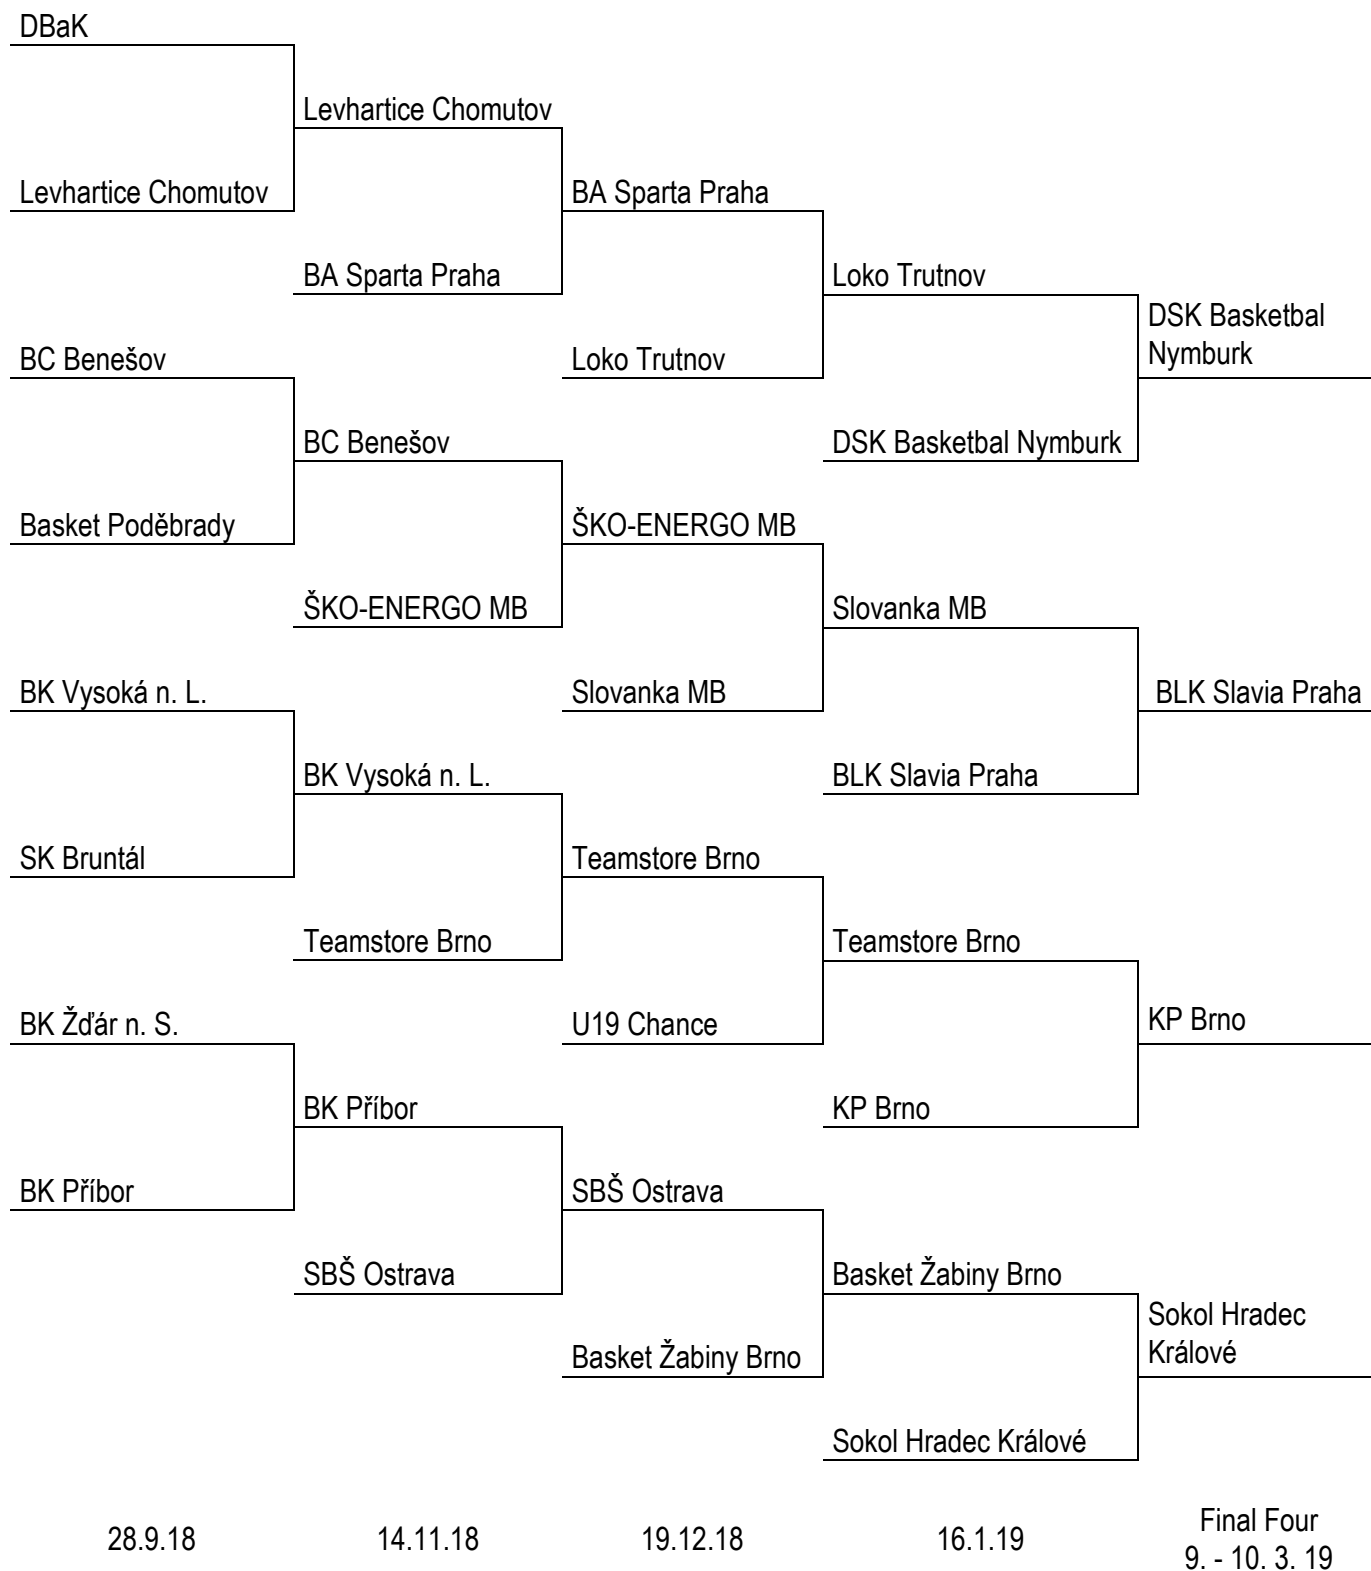 DBaK
Levhartice Chomutov
Levhartice Chomutov
BA Sparta Praha
BA Sparta Praha
Loko Trutnov
DSK Basketbal
Nymburk
BC Benešov
Loko Trutnov
BC Benešov
DSK Basketbal Nymburk
Basket Poděbrady
ŠKO-ENERGO MB
ŠKO-ENERGO MB
Slovanka MB
BK Vysoká n. L.
Slovanka MB
BLK Slavia Praha
BK Vysoká n. L.
BLK Slavia Praha
SK Bruntál
Teamstore Brno
Teamstore Brno
Teamstore Brno
BK Žďár n. S.
U19 Chance
KP Brno
BK Příbor
KP Brno
BK Příbor
SBŠ Ostrava
SBŠ Ostrava
Basket Žabiny Brno
Sokol Hradec
Králové
Basket Žabiny Brno
Sokol Hradec Králové
28.9.18
14.11.18
19.12.18
16.1.19
Final Four
9. - 10. 3. 19